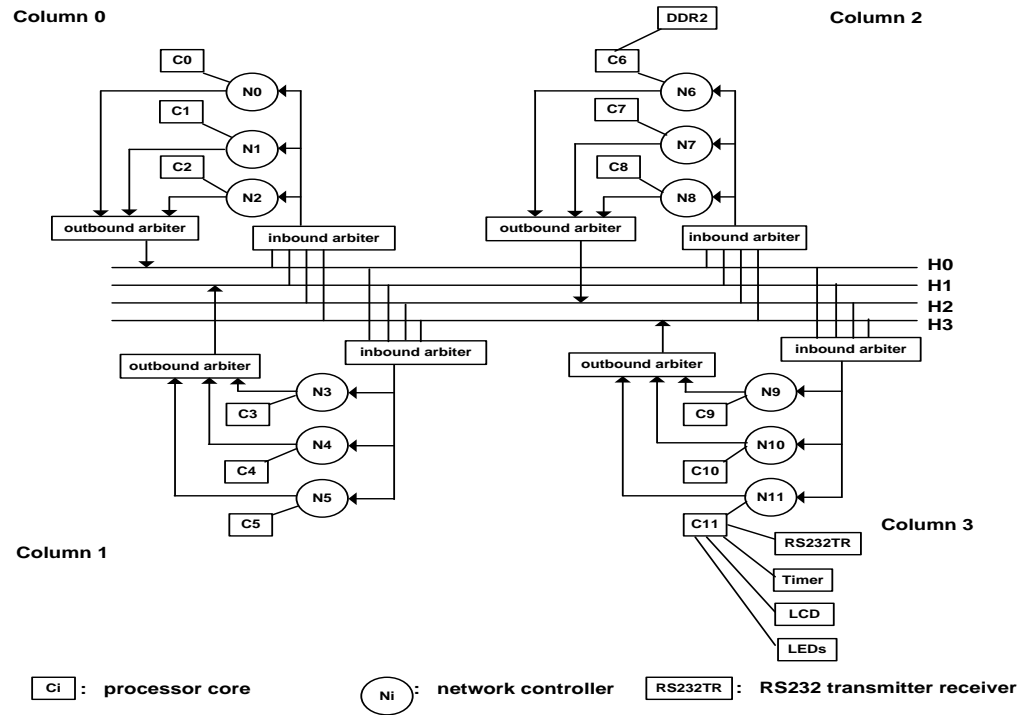 Column 0
Column 2
DDR2
C0
C6
N0
N6
C1
C7
N1
N7
C2
C8
N2
N8
outbound arbiter
outbound arbiter
inbound arbiter
inbound arbiter
H0
H1
H2
H3
inbound arbiter
inbound arbiter
outbound arbiter
outbound arbiter
N3
N9
C3
C9
N4
N10
C4
C10
N5
N11
C5
C11
Column 3
RS232TR
Column 1
Timer
LCD
LEDs
Ci : processor core
Ni : network controller
RS232TR : RS232 transmitter receiver